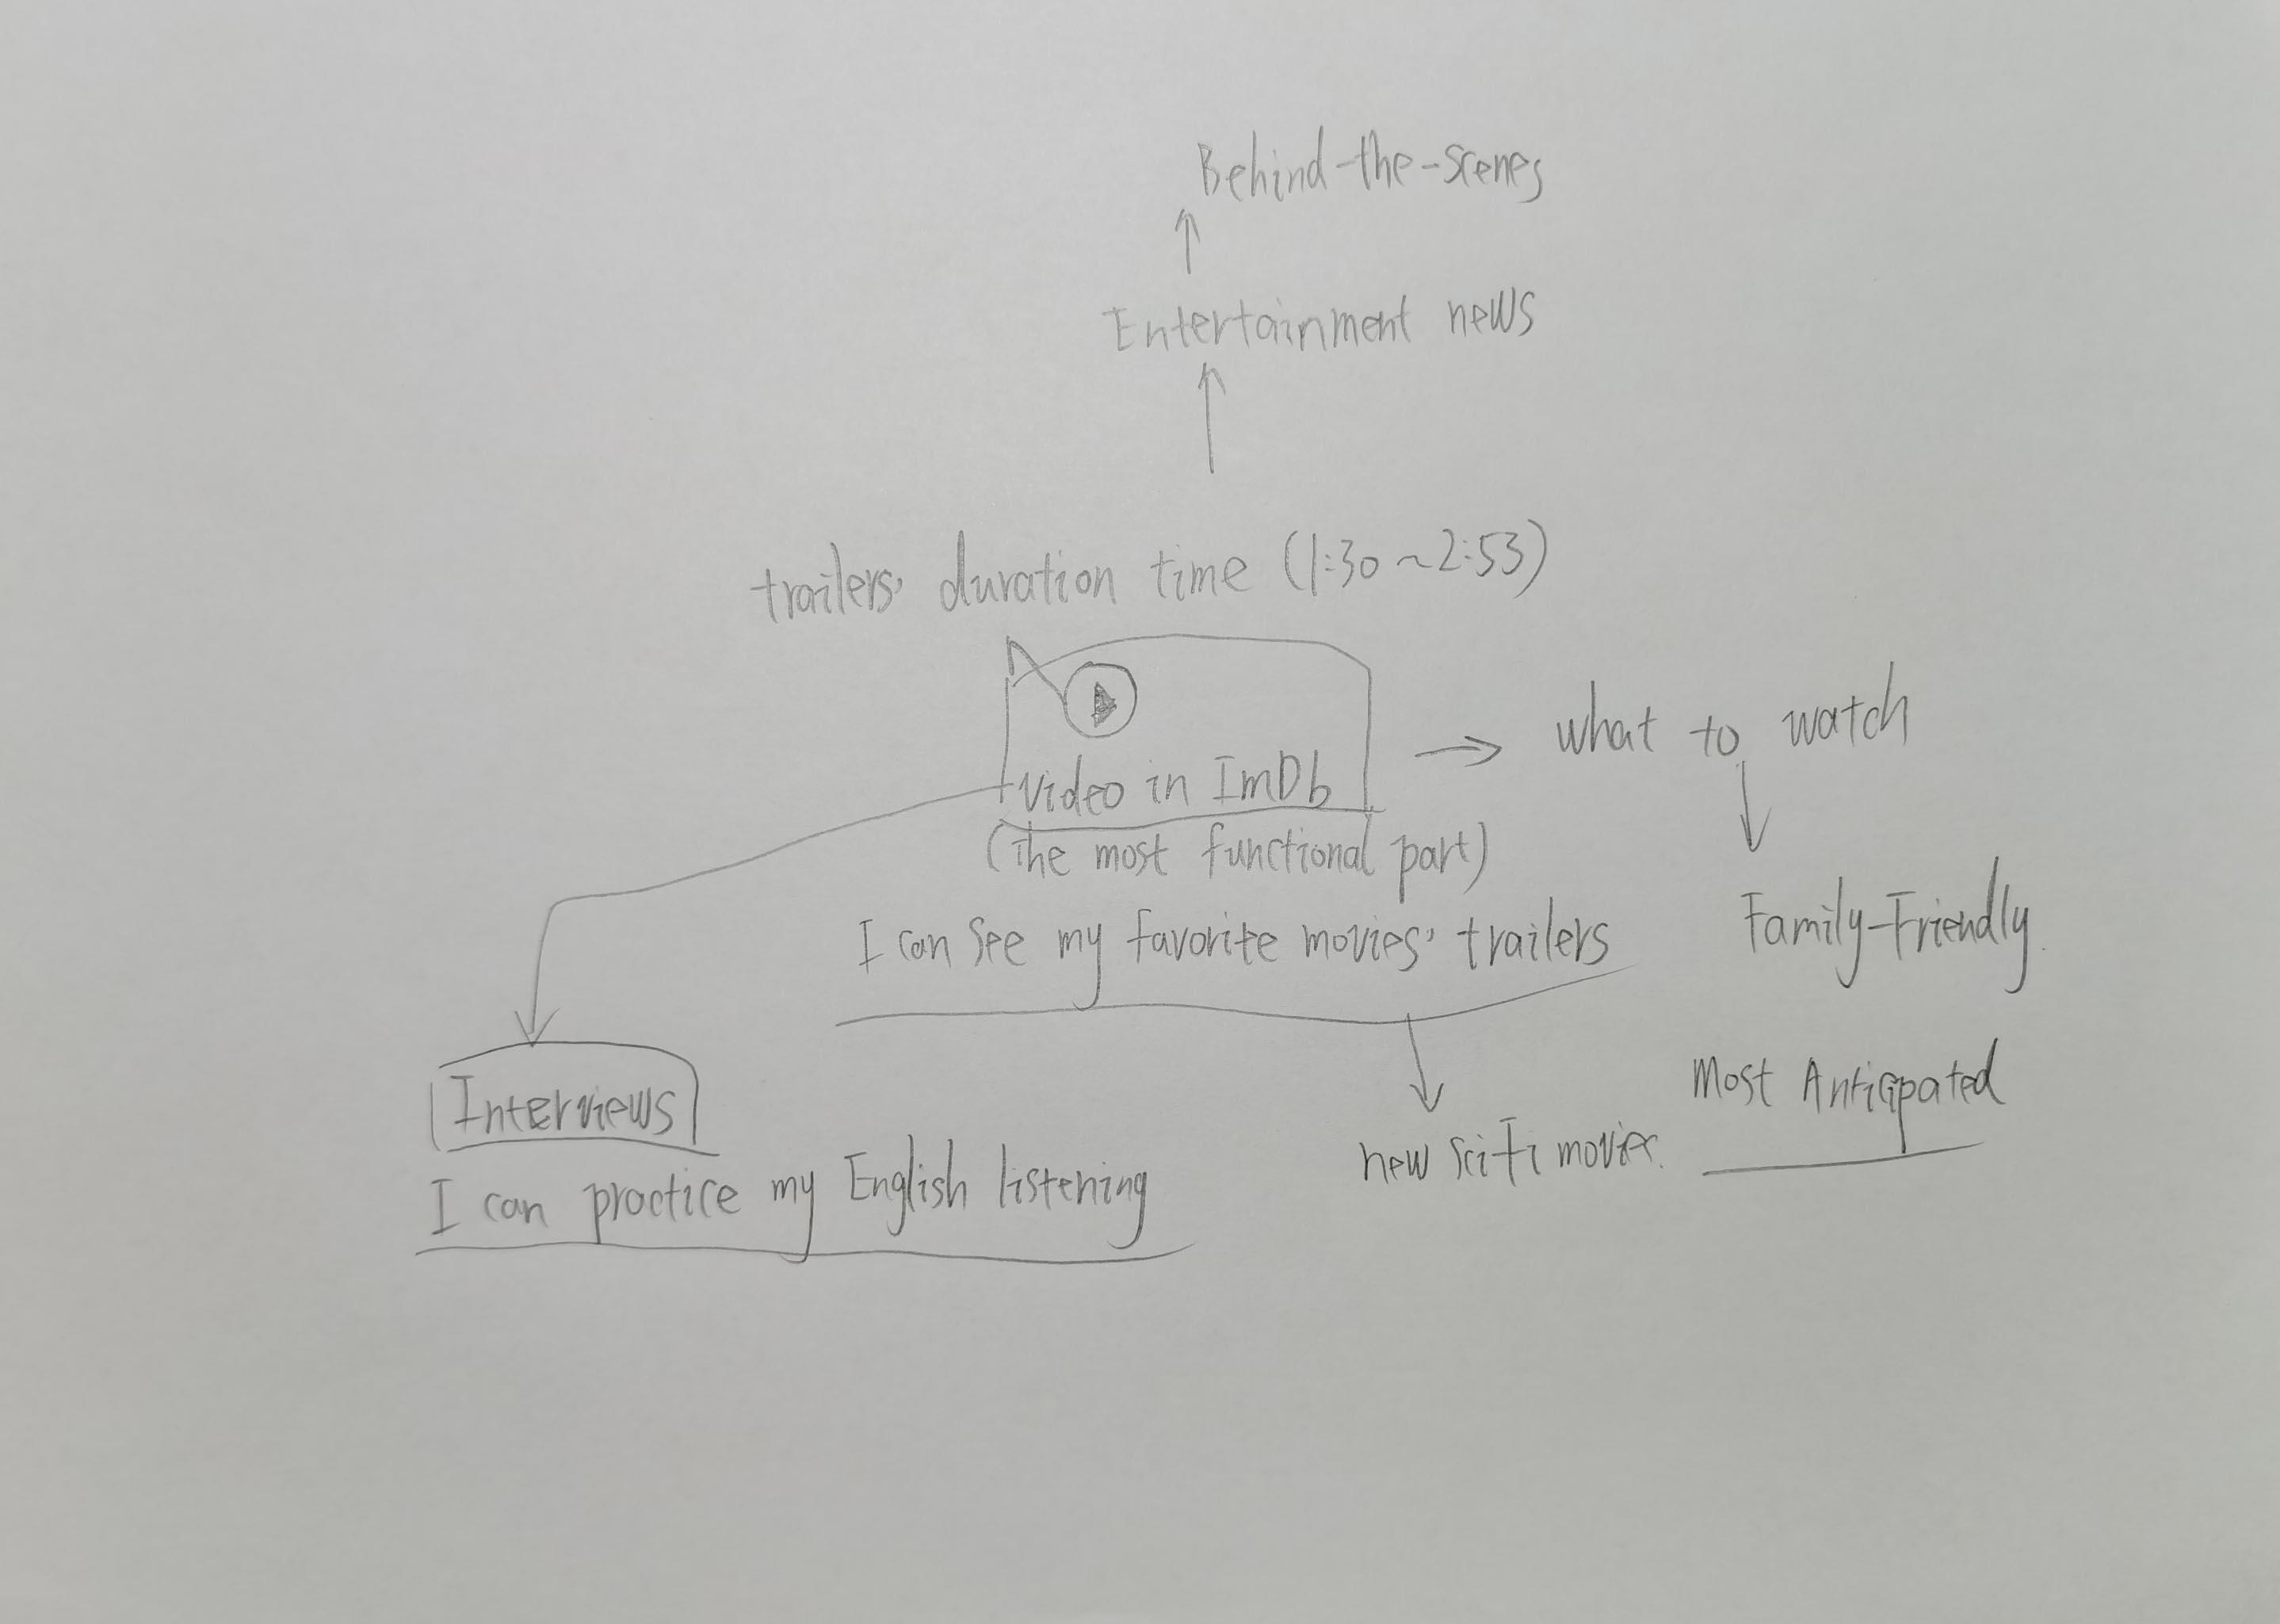 Behind-the-scenes
Entertainment news
trailers' duration time (1:30~2:53)
video in ImDb
what to watch
(The most functional part)
I can see my favorite movies' trailers
Family-Friendly
Interviews
Most Anticipated
new sci-fi movies.
I can practice my English listening